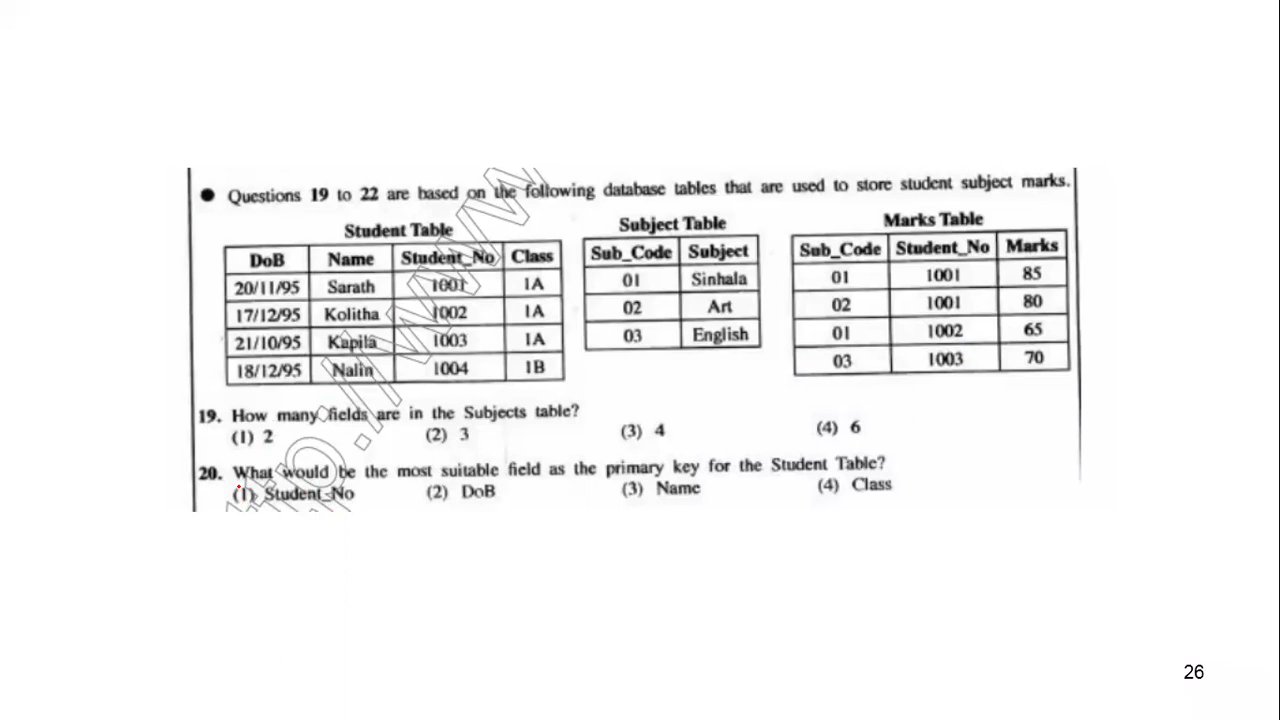 ● Questions 19 to 22 are based on the following database tables that are used to store student subject marks.
Student Table
DoB Name Student_No Class
20/11/95 Sarath 1001 1A
17/12/95 Kolitha 1002 1A
21/10/95 Kapila 1003 1A
18/12/95 Nalin 1004 1B
Subject Table
Sub_Code Subject
01 Sinhala
02 Art
03 English
Marks Table
Sub_Code Student_No Marks
01 1001 85
02 1001 80
01 1002 65
03 1003 70
19. How many fields are in the Subjects table?
(1) 2 (2) 3 (3) 4 (4) 6
20. What would be the most suitable field as the primary key for the Student Table?
(1) Student_No (2) DoB (3) Name (4) Class
26